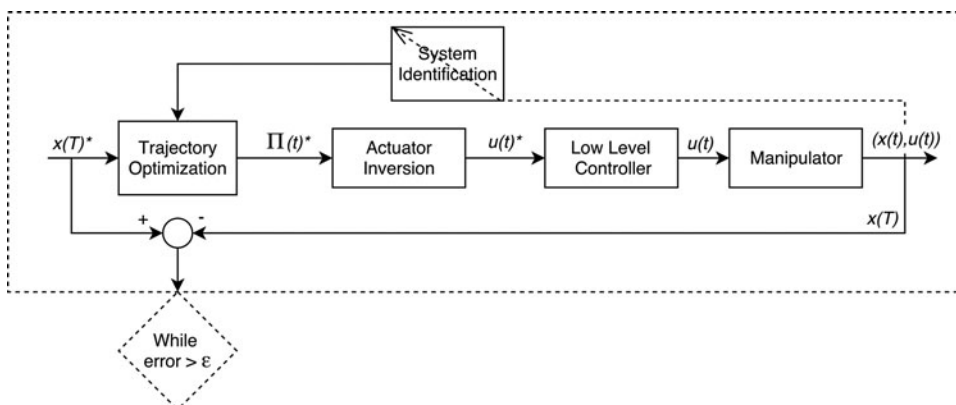 System
Identification
x(T)*
Trajectory
Optimization
Π(t)*
Actuator
Inversion
u(t)*
Low Level
Controller
u(t)
Manipulator
(x(t),u(t))
+
-
x(T)
While
error > ε